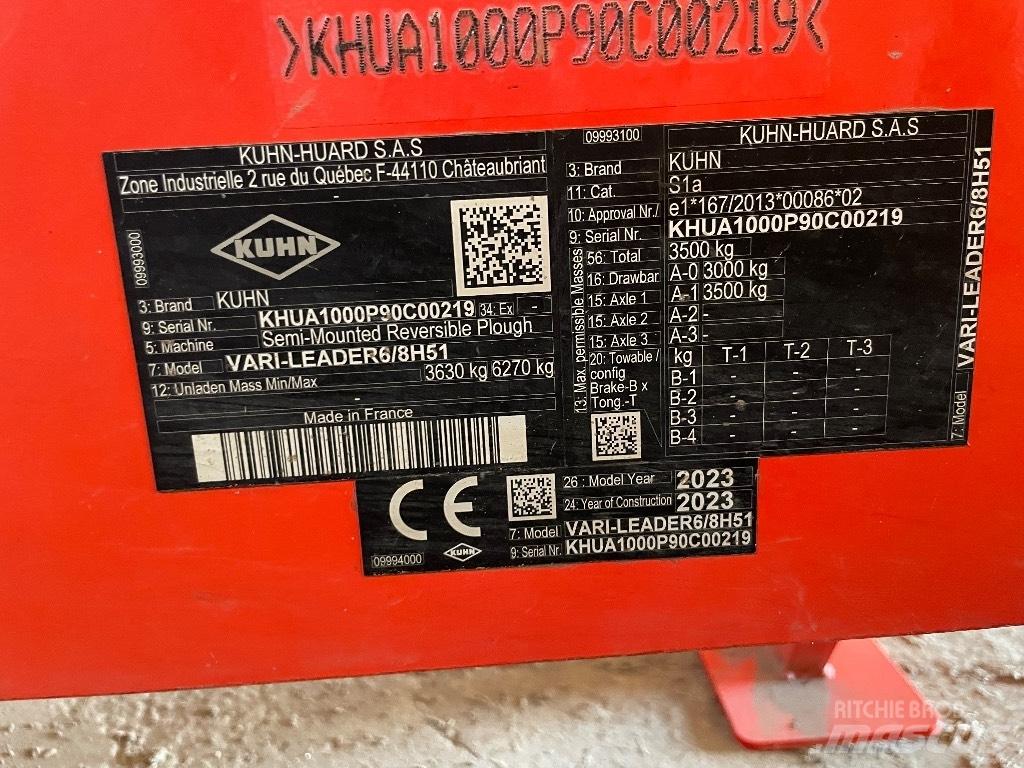 >KHUA1000P90C00219<
KUHN-HUARD S.A.S
Zone Industrielle 2 rue du Québec F-44110 Châteaubriant
09993000
KUHN
3: Brand KUHN
9: Serial Nr. KHUA1000P90C00219 34: Ex -
5: Machine Semi-Mounted Reversible Plough
7: Model VARI-LEADER6/8H51
12: Unladen Mass Min/Max 3630 kg 6270 kg
-
Made in France
09993100 KUHN-HUARD S.A.S
3: Brand KUHN
11: Cat. S1a
10: Approval Nr./ e1*167/2013*00086*02
9: Serial Nr. KHUA1000P90C00219
13: Max. permissible Masses
56: Total 3500 kg
16: Drawbar A-0 3000 kg
15: Axle 1 A-1 3500 kg
15: Axle 2 A-2 -
15: Axle 3 A-3 -
20: Towable / kg T-1 T-2 T-3
config B-1 - - -
Brake-B x B-2 - - -
Tong.-T B-3 - - -
B-4 - - -
7: Model VARI-LEADER6/8H51
CE
26 : Model Year 2023
24: Year of Construction 2023
7: Model VARI-LEADER6/8H51
9: Serial Nr. KHUA1000P90C00219
09994000 KUHN
RITCHIE BROS
Mascus